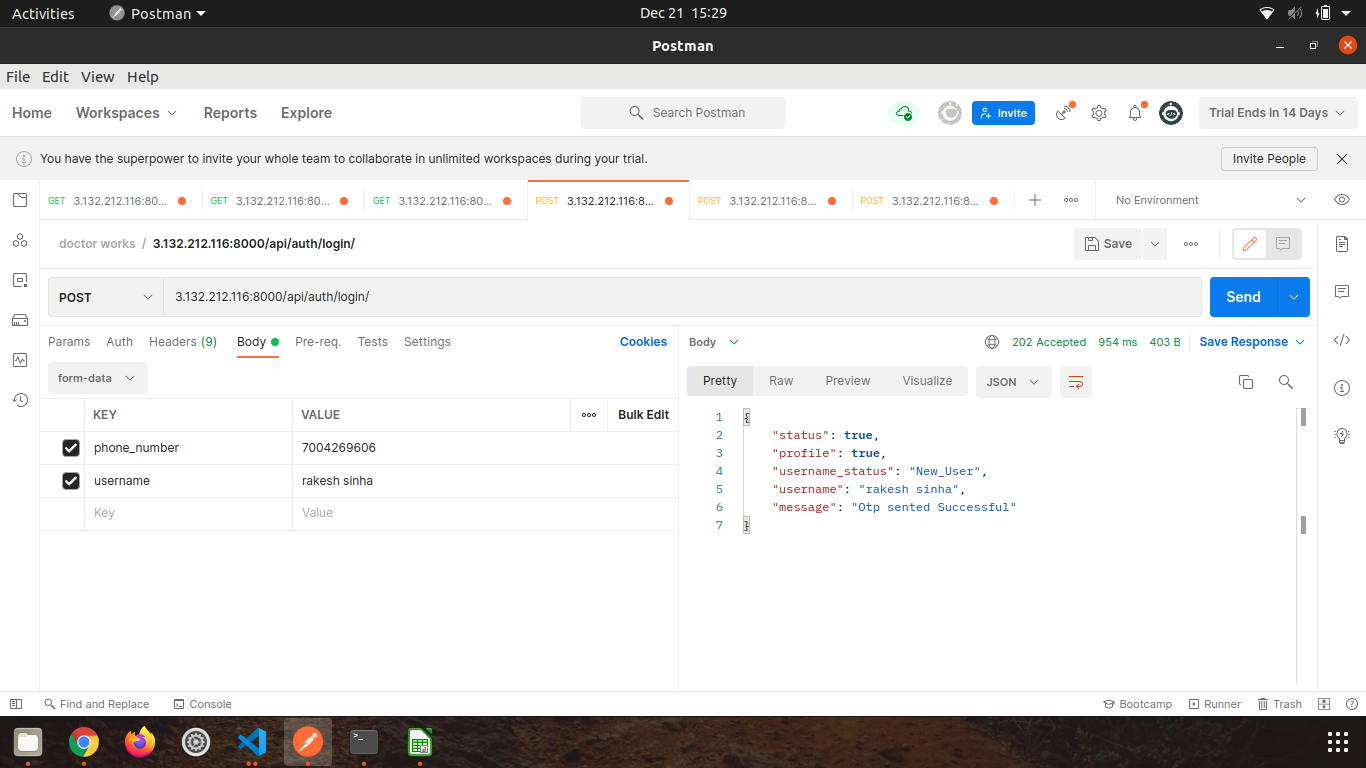 Activities Postman Dec 21 15:29
Postman
File Edit View Help
Home Workspaces Reports Explore Search Postman Invite Trial Ends in 14 Days
You have the superpower to invite your whole team to collaborate in unlimited workspaces during your trial. Invite People
GET 3.132.212.116:80... GET 3.132.212.116:80... GET 3.132.212.116:80... POST 3.132.212.116:8... POST 3.132.212.116:8... POST 3.132.212.116:8... No Environment
doctor works / 3.132.212.116:8000/api/auth/login/ Save
POST 3.132.212.116:8000/api/auth/login/ Send
Params Auth Headers (9) Body Pre-req. Tests Settings Cookies
Body 202 Accepted 954 ms 403 B Save Response
form-data
Pretty Raw Preview Visualize JSON
KEY VALUE Bulk Edit
phone_number 7004269606
username rakesh sinha
Key Value
1 {
2 "status": true,
3 "profile": true,
4 "username_status": "New_User",
5 "username": "rakesh sinha",
6 "message": "Otp sented Successful"
7 }
Find and Replace Console Bootcamp Runner Trash